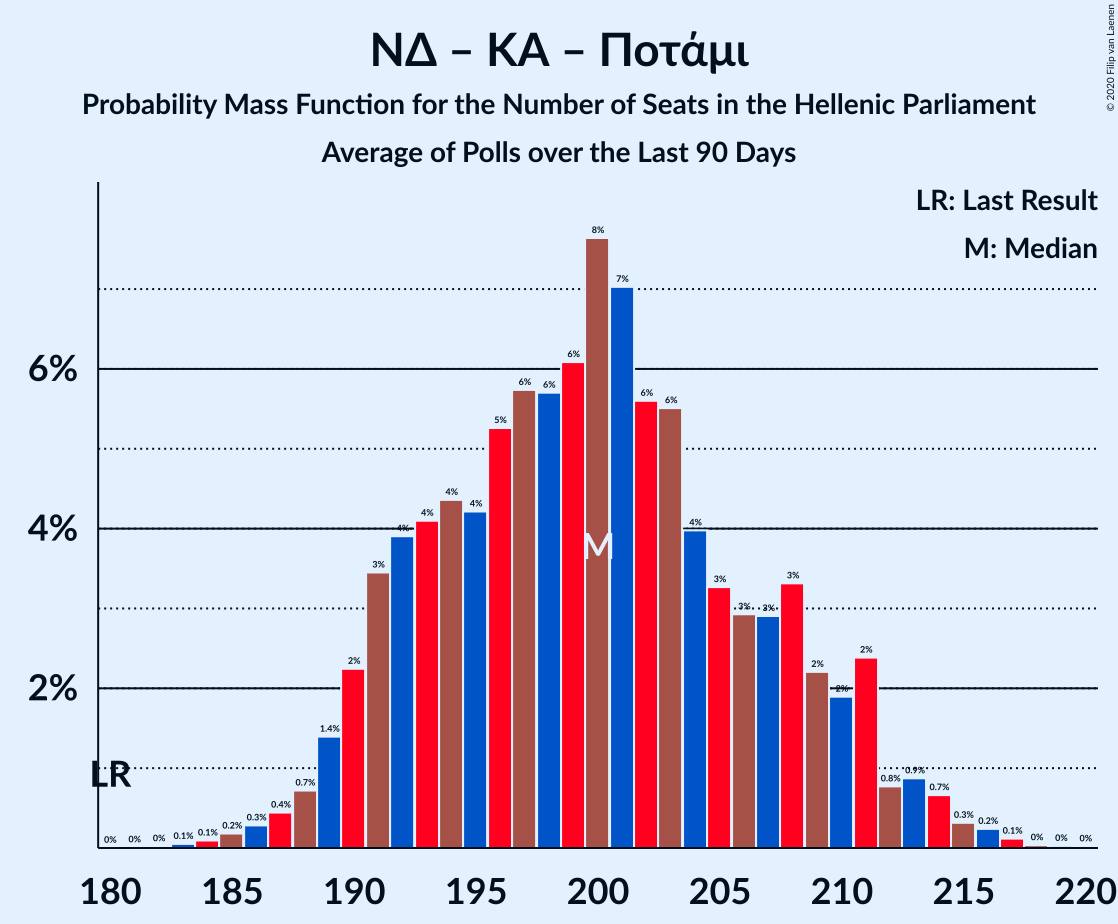 ΝΔ – ΚΑ – Ποτάμι
Probability Mass Function for the Number of Seats in the Hellenic Parliament
Average of Polls over the Last 90 Days
© 2020 Filip van Laenen
LR: Last Result
M: Median
6%
4%
2%
LR
M
0% 0% 0% 0.1% 0.1% 0.2% 0.3% 0.4% 0.7% 1.4% 2% 3% 4% 4% 4% 4% 5% 6% 6% 6% 8% 7% 6% 6% 4% 3% 3% 3% 3% 2% 2% 2% 0.8% 0.9% 0.7% 0.3% 0.2% 0.1% 0% 0% 0%
180 185 190 195 200 205 210 215 220